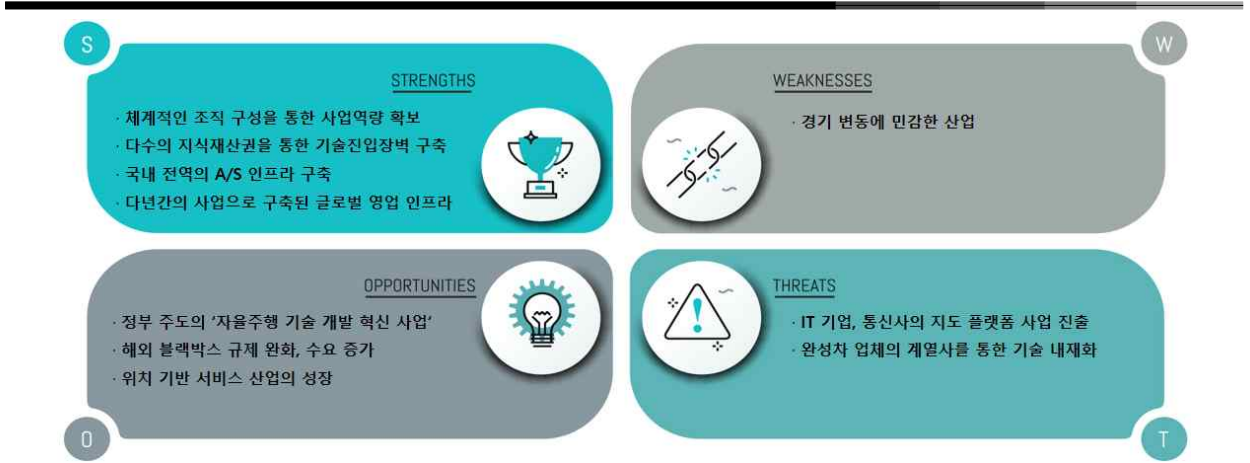 S
STRENGTHS
· 체계적인 조직 구성을 통한 사업역량 확보
· 다수의 지식재산권을 통한 기술진입장벽 구축
· 국내 전역의 A/S 인프라 구축
· 다년간의 사업으로 구축된 글로벌 영업 인프라
W
WEAKNESSES
· 경기 변동에 민감한 산업
OPPORTUNITIES
· 정부 주도의 '자율주행 기술 개발 혁신 사업'
· 해외 블랙박스 규제 완화, 수요 증가
· 위치 기반 서비스 산업의 성장
O
THREATS
· IT 기업, 통신사의 지도 플랫폼 사업 진출
· 완성차 업체의 계열사를 통한 기술 내재화
T